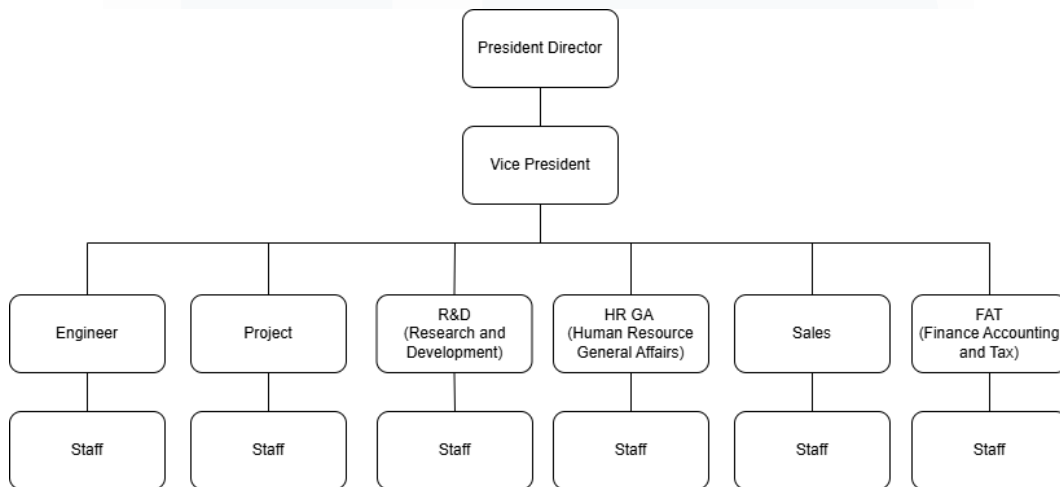 President Director
Vice President
Engineer
Project
R&D
(Research and
Development)
HR GA
(Human Resource
General Affairs)
Sales
FAT
(Finance Accounting
and Tax)
Staff
Staff
Staff
Staff
Staff
Staff